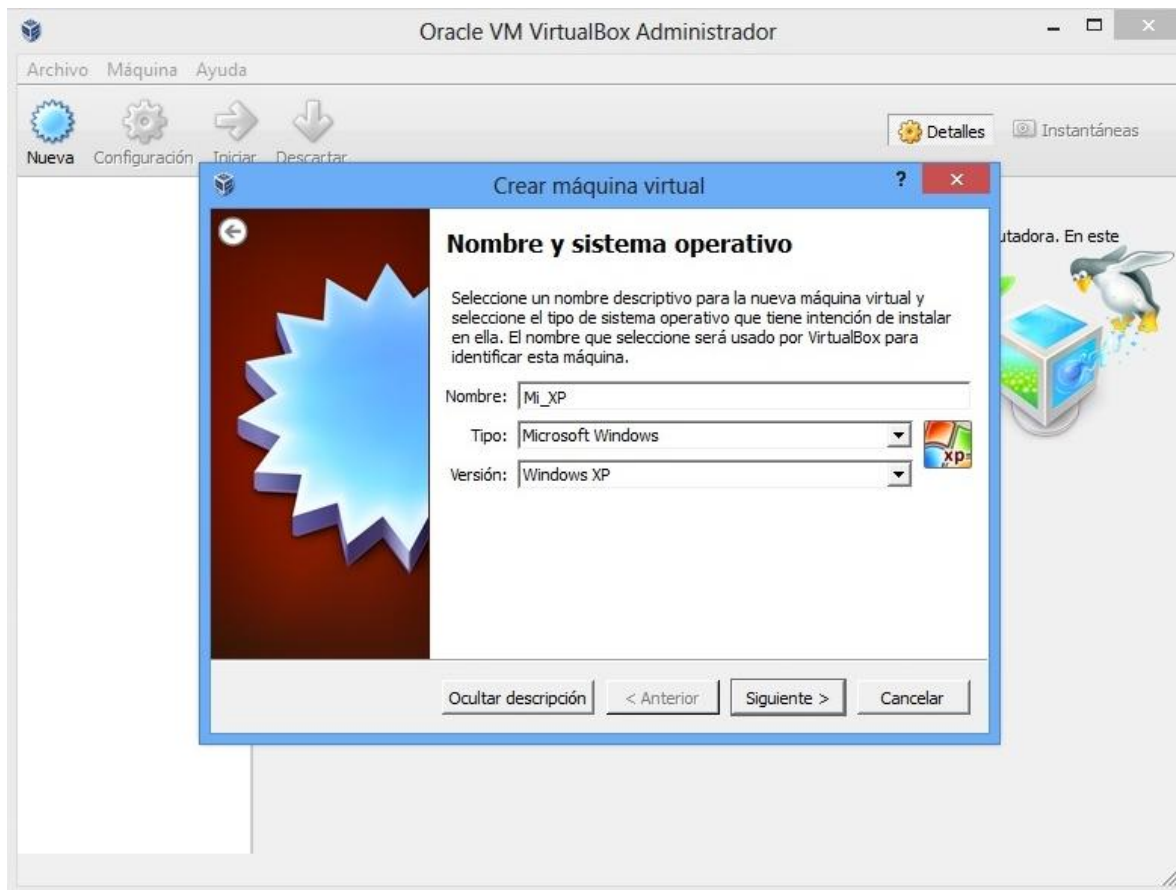 Oracle VM VirtualBox Administrador
Archivo Máquina Ayuda
Nueva Configuración Iniciar Descartar
Detalles Instantáneas
Crear máquina virtual
?
utadora. En este
Nombre y sistema operativo
Seleccione un nombre descriptivo para la nueva máquina virtual y
seleccione el tipo de sistema operativo que tiene intención de instalar
en ella. El nombre que seleccione será usado por VirtualBox para
identificar esta máquina.
Nombre: Mi_XP
Tipo: Microsoft Windows
xp
Versión: Windows XP
Ocultar descripción < Anterior Siguiente > Cancelar